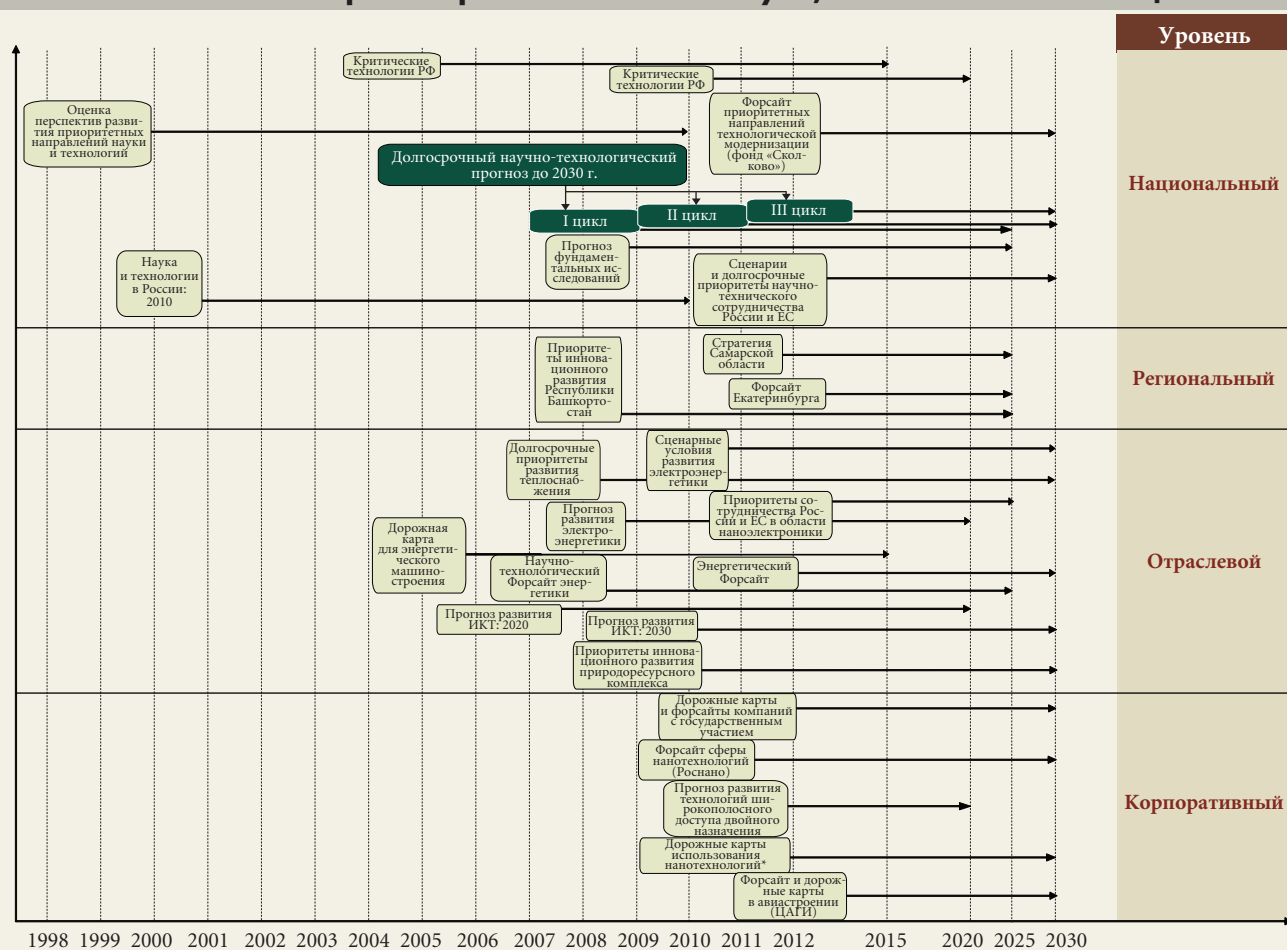 Уровень
Критические
технологии РФ
Критические
технологии РФ
Оценка
перспектив разви-
тия приоритетных
направлений науки
и технологий
Форсайт
приоритетных
направлений
технологической
модернизации
(фонд «Скол-
ково»)
Долгосрочный научно-технологический
прогноз до 2030 г.
I цикл
II цикл
III цикл
Национальный
Прогноз
фундамен-
тальных ис-
следований
Наука
и технологии
в России:
2010
Сценарии
и долгосрочные
приоритеты научно-
технического
сотрудничества
России и ЕС
Приорите-
ты иннова-
ционного
развития
Республики
Башкорто-
стан
Стратегия
Самарской
области
Форсайт
Екатеринбурга
Региональный
Долгосрочные
приоритеты
развития
теплоснаб-
жения
Сценарные
условия
развития
электроэнер-
гетики
Прогноз
развития
электро-
энергетики
Приоритеты со-
трудничества Рос-
сии и ЕС в области
наноэлектроники
Дорожная
карта
для энергети-
ческого
машино-
строения
Научно-
технологический
Форсайт энер-
гетики
Энергетический
Форсайт
Отраслевой
Прогноз развития
ИКТ: 2020
Прогноз развития
ИКТ: 2030
Приоритеты иннова-
ционного развития
природоресурсного
комплекса
Дорожные карты
и форсайты компаний
с государственным
участием
Форсайт сферы
нанотехнологий
(Роснано)
Прогноз развития
технологий ши-
рокополосного
доступа двойного
назначения
Дорожные карты
использования
нанотехнологий*
Форсайт и дорож-
ные карты
в авиастроении
(ЦАГИ)
Корпоративный
1998 1999 2000 2001 2002 2003 2004 2005 2006 2007 2008 2009 2010 2011 2012 2015 2020 2025 2030